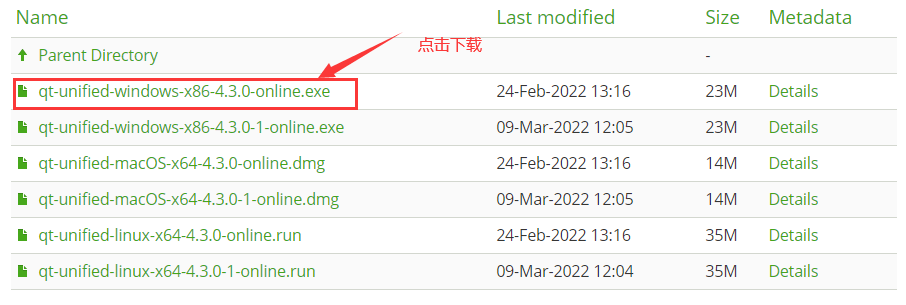 Name Last modified Size Metadata
点击下载
Parent Directory -
qt-unified-windows-x86-4.3.0-online.exe 24-Feb-2022 13:16 23M Details
qt-unified-windows-x86-4.3.0-1-online.exe 09-Mar-2022 12:05 23M Details
qt-unified-macOS-x64-4.3.0-online.dmg 24-Feb-2022 13:16 14M Details
qt-unified-macOS-x64-4.3.0-1-online.dmg 09-Mar-2022 12:05 14M Details
qt-unified-linux-x64-4.3.0-online.run 24-Feb-2022 13:16 35M Details
qt-unified-linux-x64-4.3.0-1-online.run 09-Mar-2022 12:04 35M Details